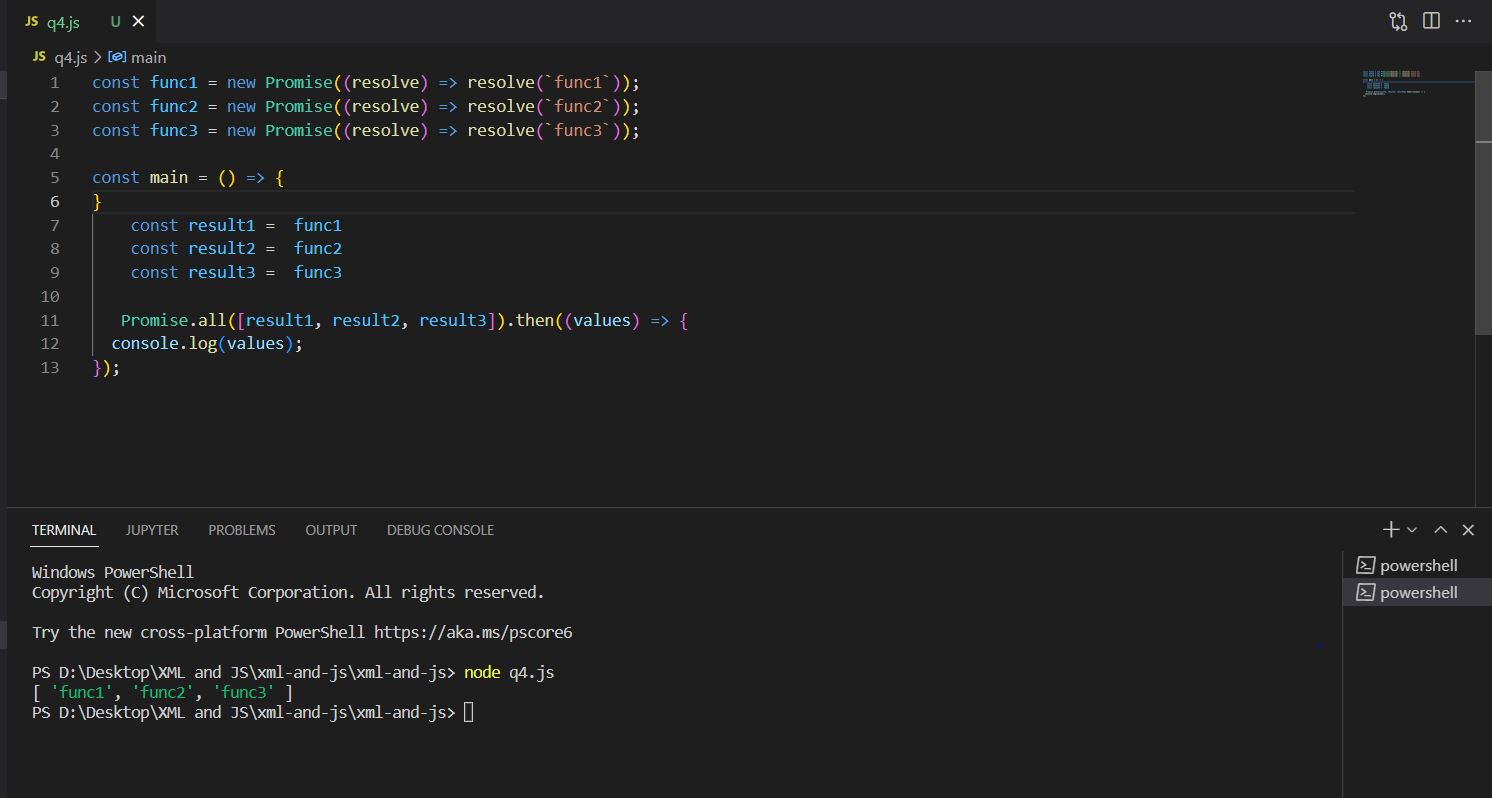 JS q4.js U
JS q4.js > main
1 const func1 = new Promise((resolve) => resolve(`func1`));
2 const func2 = new Promise((resolve) => resolve(`func2`));
3 const func3 = new Promise((resolve) => resolve(`func3`));
4
5 const main = () => {
6 }
7     const result1 =  func1
8     const result2 =  func2
9     const result3 =  func3
10
11    Promise.all([result1, result2, result3]).then((values) => {
12   console.log(values);
13 });
TERMINAL JUPYTER PROBLEMS OUTPUT DEBUG CONSOLE
powershell
powershell
Windows PowerShell
Copyright (C) Microsoft Corporation. All rights reserved.
Try the new cross-platform PowerShell https://aka.ms/pscore6
PS D:\Desktop\XML and JS\xml-and-js\xml-and-js> node q4.js
[ 'func1', 'func2', 'func3' ]
PS D:\Desktop\XML and JS\xml-and-js\xml-and-js>